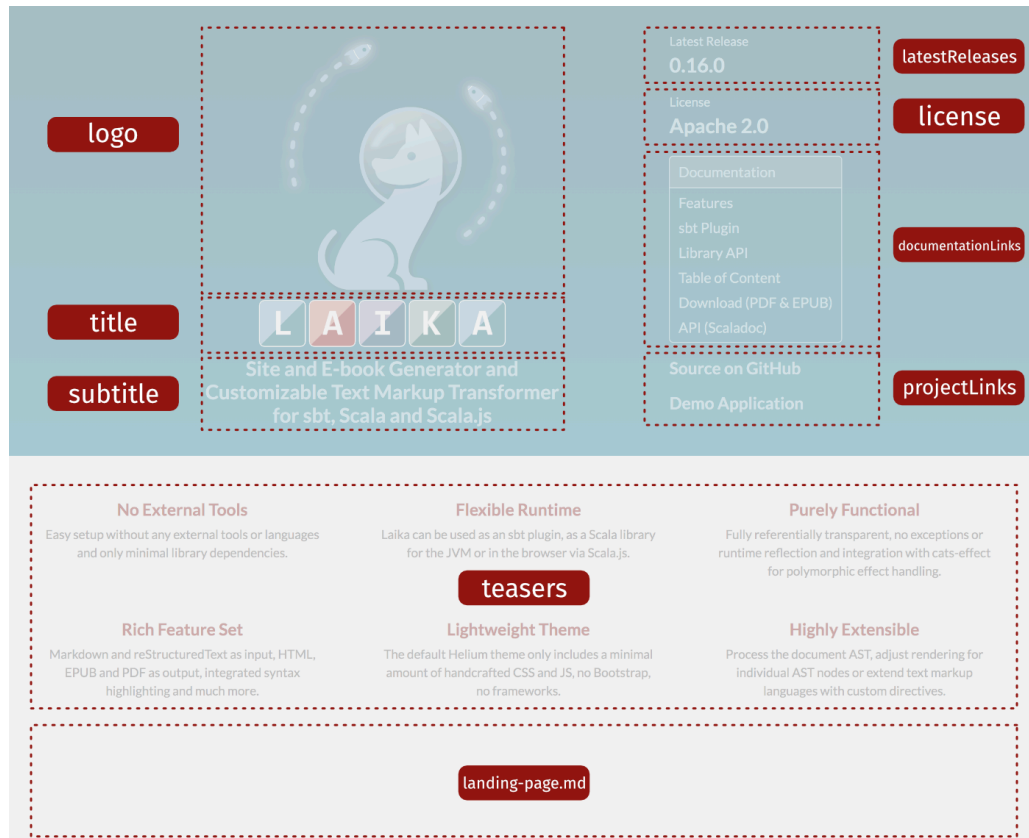 logo
title
LAIKA
subtitle
Site and E-book Generator and
Customizable Text Markup Transformer
for sbt, Scala and Scala.js
Latest Release
0.16.0
latestReleases
License
Apache 2.0
license
Documentation
Features
sbt Plugin
Library API
Table of Content
Download (PDF & EPUB)
API (Scaladoc)
documentationLinks
Source on GitHub
Demo Application
projectLinks
No External Tools
Easy setup without any external tools or languages
and only minimal library dependencies.
Flexible Runtime
Laika can be used as an sbt plugin, as a Scala library
for the JVM or in the browser via Scala.js.
Purely Functional
Fully referentially transparent, no exceptions or
runtime reflection and integration with cats-effect
for polymorphic effect handling.
teasers
Rich Feature Set
Markdown and reStructuredText as input, HTML,
EPUB and PDF as output, integrated syntax
highlighting and much more.
Lightweight Theme
The default Helium theme only includes a minimal
amount of handcrafted CSS and JS, no Bootstrap,
no frameworks.
Highly Extensible
Process the document AST, adjust rendering for
individual AST nodes or extend text markup
languages with custom directives.
landing-page.md